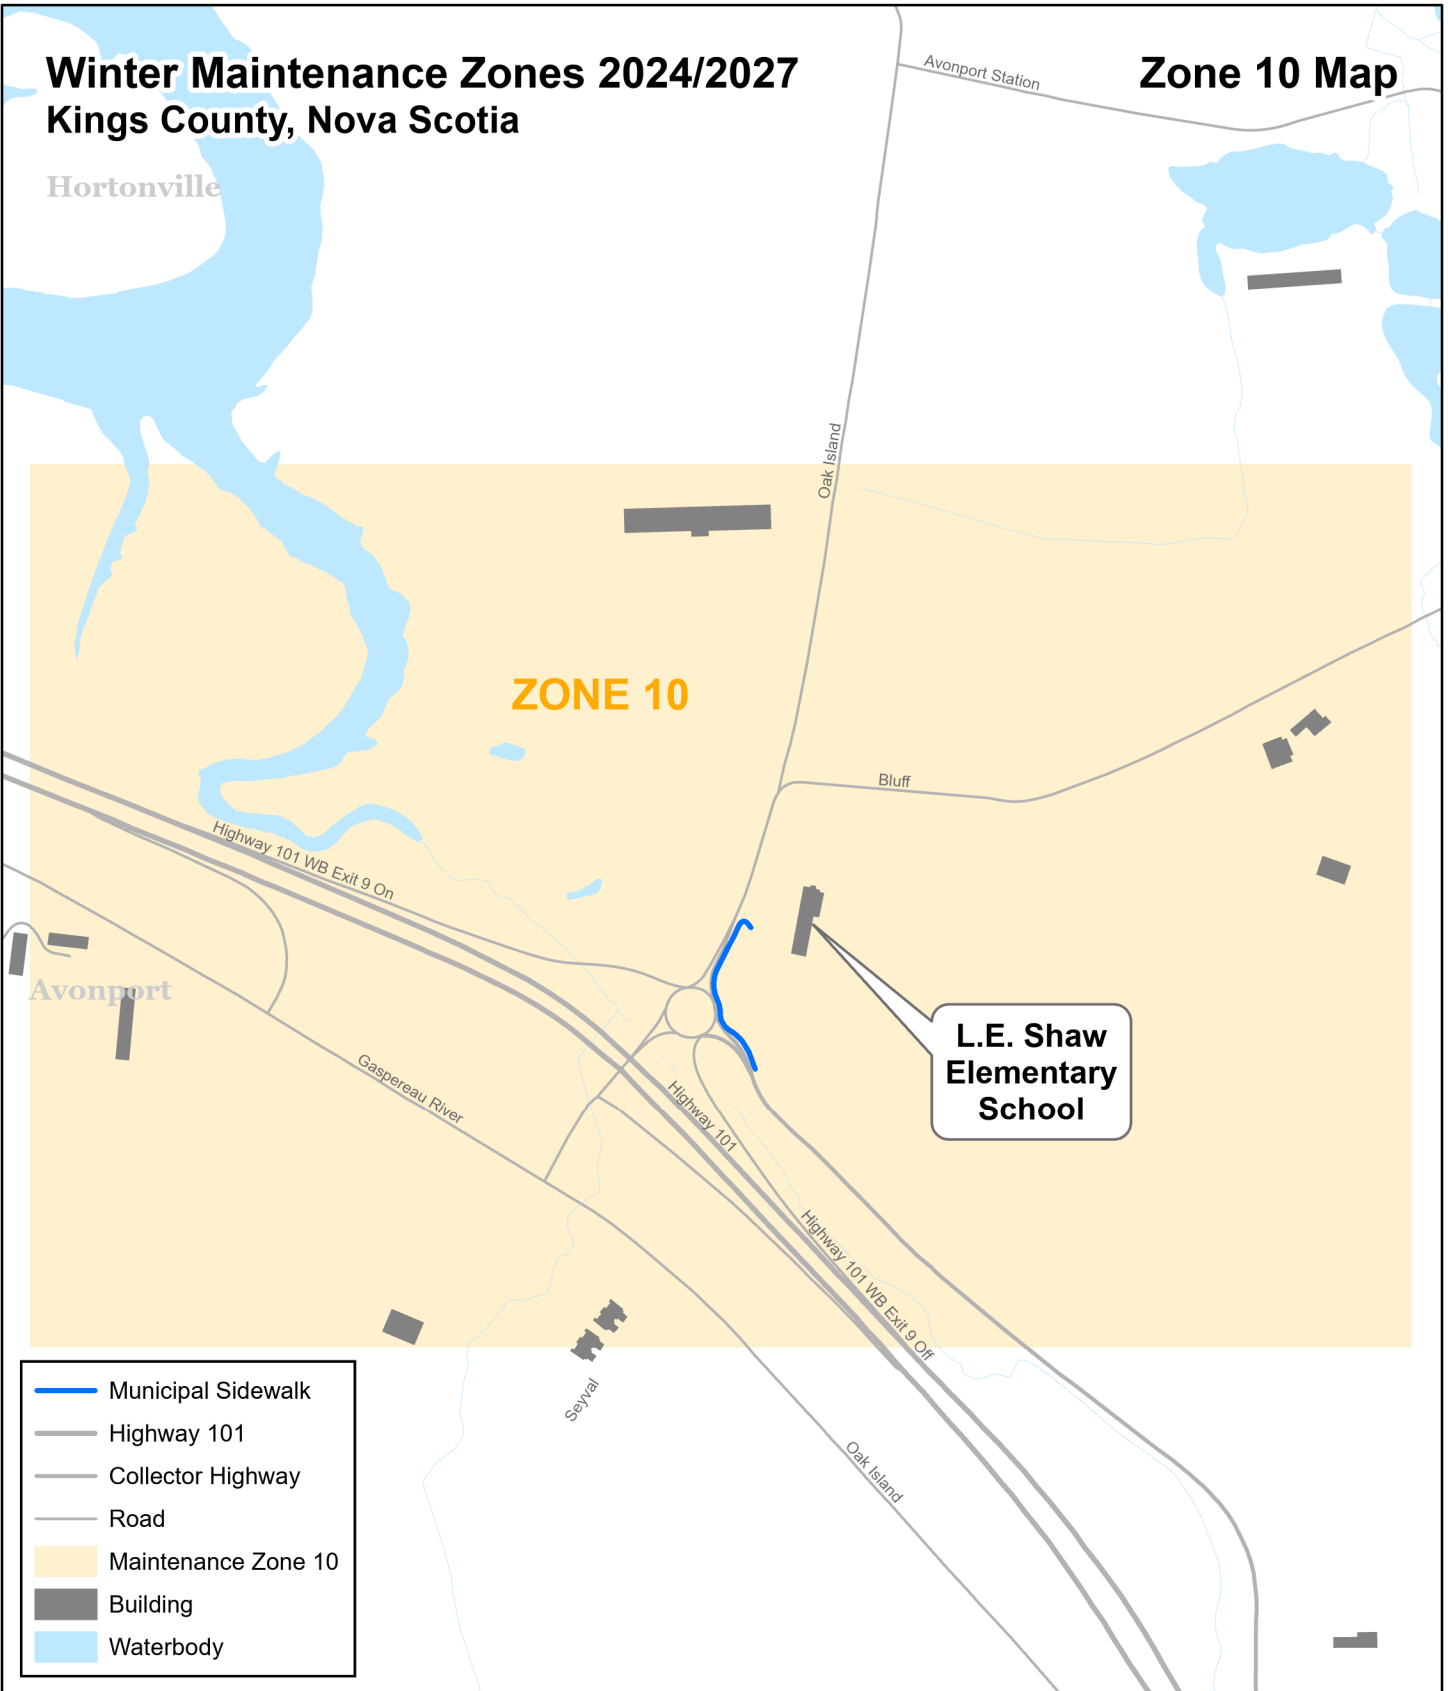 Winter Maintenance Zones 2024/2027
Kings County, Nova Scotia
Zone 10 Map
Avonport Station
Hortonville
Oak Island
ZONE 10
Bluff
Highway 101 WB Exit 9 On
Avonport
L.E. Shaw
Elementary
School
Gaspereau River
Highway 101
Highway 101 WB Exit 9 Off
Seyval
Oak Island
Municipal Sidewalk
Highway 101
Collector Highway
Road
Maintenance Zone 10
Building
Waterbody